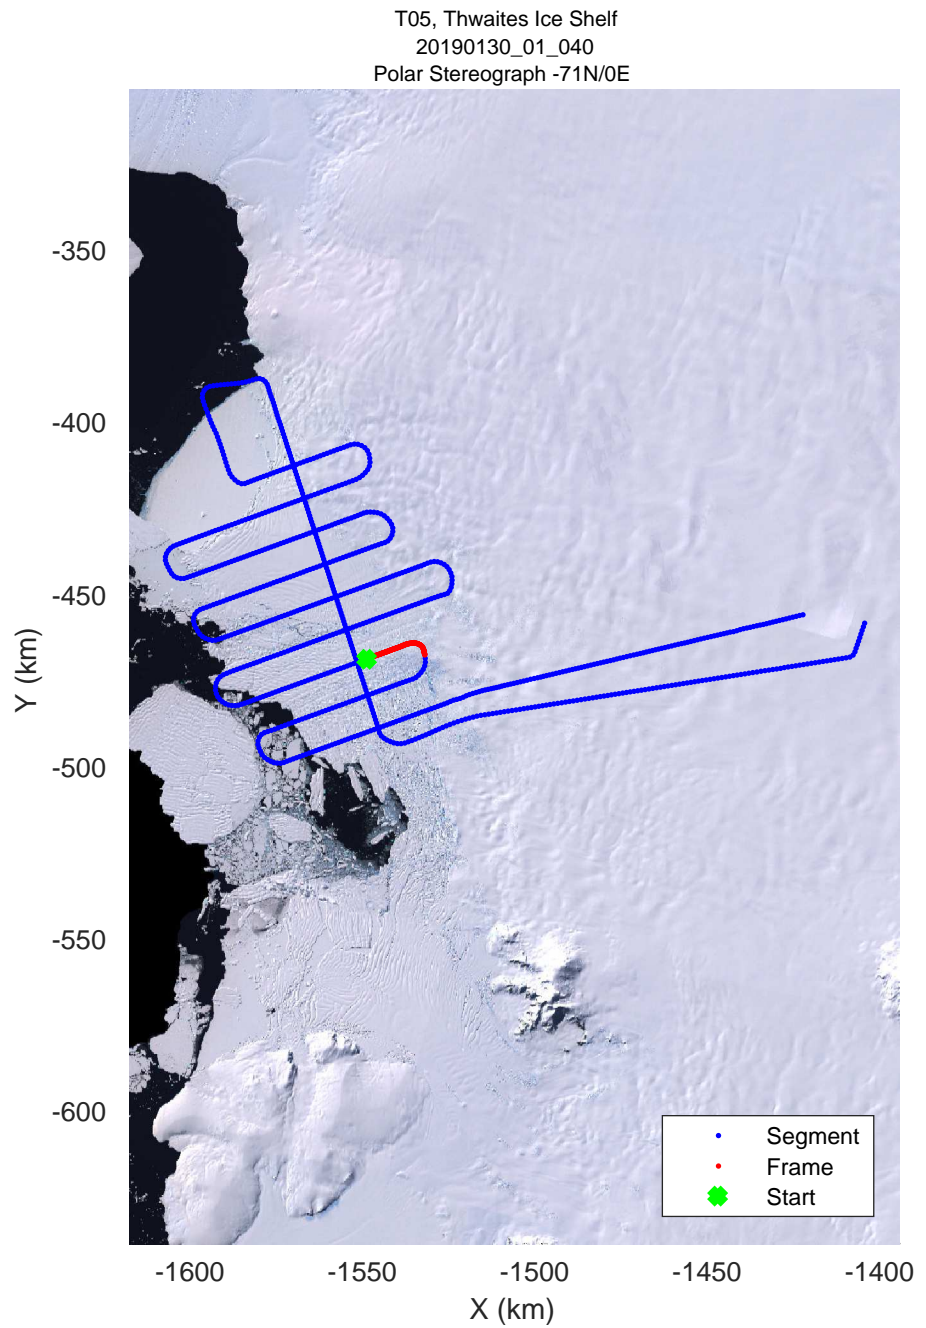 T05, Thwaites Ice Shelf
20190130_01_040
Polar Stereograph -71N/0E
-350
-400
-450
-500
-550
-600
Y (km)
Segment
Frame
Start
-1600
-1550
-1500
-1450
-1400
X (km)